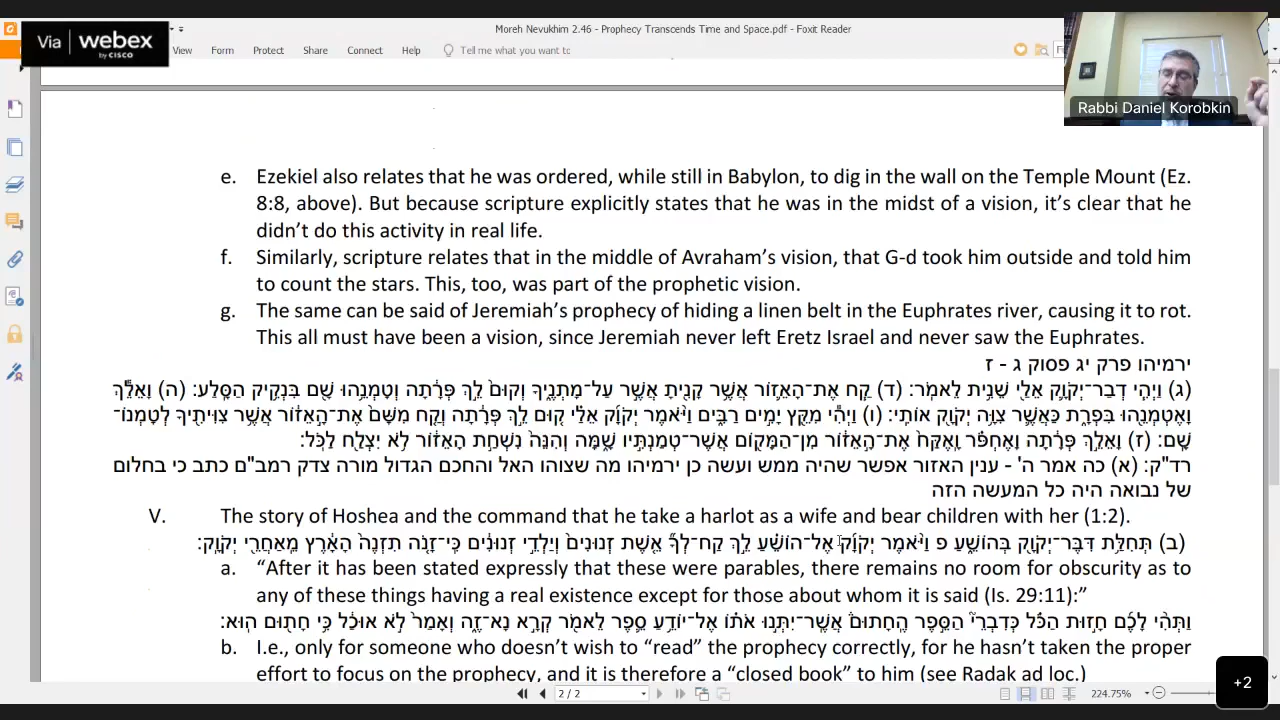 Moreh Nevukhim 2.46 - Prophecy Transcends Time and Space.pdf - Foxit Reader
Via webex
by CISCO
View Form Protect Share Connect Help Tell me what you want to
Rabbi Daniel Korobkin
e. Ezekiel also relates that he was ordered, while still in Babylon, to dig in the wall on the Temple Mount (Ez.
8:8, above). But because scripture explicitly states that he was in the midst of a vision, it’s clear that he
didn’t do this activity in real life.
f. Similarly, scripture relates that in the middle of Avraham’s vision, that G-d took him outside and told him
to count the stars. This, too, was part of the prophetic vision.
g. The same can be said of Jeremiah’s prophecy of hiding a linen belt in the Euphrates river, causing it to rot.
This all must have been a vision, since Jeremiah never left Eretz Israel and never saw the Euphrates.
ירמיהו פרק יג פסוק ג - ז
(ג) וַיְהִ֧י דְבַר־יְקֹוָ֛ק אֵלַ֖י שֵׁנִ֥ית לֵאמֹֽר׃ (ד) קַ֧ח אֶת־הָאֵז֛וֹר אֲשֶׁ֥ר קָנִ֖יתָ אֲשֶׁ֣ר עַל־מָתְנֶ֑יךָ וְקוּם֙ לֵ֣ךְ פְּרָ֔תָה וְטָמְנֵ֥הוּ שָׁ֖ם בִּנְקִ֥יק הַסָּֽלַע׃ (ה) וָאֵלֵ֕ךְ
וָאֶטְמְנֵ֖הוּ בִּפְרָ֑ת כַּאֲשֶׁ֛ר צִוָּ֥ה יְקֹוָ֖ק אוֹתִֽי׃ (ו) וַיְהִ֕י מִקֵּ֖ץ יָמִ֣ים רַבִּ֑ים וַיֹּ֨אמֶר יְקֹוָ֜ק אֵלַ֗י ק֚וּם לֵ֣ךְ פְּרָ֔תָה וְקַ֤ח מִשָּׁם֙ אֶת־הָ֣אֵז֔וֹר אֲשֶׁ֥ר צִוִּיתִ֖יךָ לְטָמְנוֹ־
שָֽׁם׃ (ז) וָאֵלֵ֣ךְ פְּרָ֔תָה וָאֶחְפֹּ֗ר וָֽאֶקַּח֙ אֶת־הָ֣אֵז֔וֹר מִן־הַמָּק֖וֹם אֲשֶׁר־טְמַנְתִּ֣יו שָׁ֑מָּה וְהִנֵּה֙ נִשְׁחַ֣ת הָאֵז֔וֹר לֹ֥א יִצְלַ֖ח לַכֹּֽל׃
רד"ק: (א) כה אמר ה' - ענין האזור אפשר שהיה ממש ועשה כן ירמיהו מה שצוהו האל והחכם הגדול מורה צדק רמב"ם כתב כי בחלום
של נבואה היה כל המעשה הזה
V. The story of Hoshea and the command that he take a harlot as a wife and bear children with her (1:2).
(ב) תְּחִלַּ֥ת דִּבֶּר־יְקֹוָ֖ק בְּהוֹשֵׁ֑עַ פ וַיֹּ֨אמֶר יְקֹוָ֜ק אֶל־הוֹשֵׁ֗עַ לֵ֣ךְ קַח־לְךָ֞ אֵ֤שֶׁת זְנוּנִים֙ וְיַלְדֵ֣י זְנוּנִ֔ים כִּֽי־זָנֹ֤ה תִזְנֶה֙ הָאָ֔רֶץ מֵֽאַחֲרֵ֖י יְקֹוָֽק׃
a. “After it has been stated expressly that these were parables, there remains no room for obscurity as to
any of these things having a real existence except for those about whom it is said (Is. 29:11):”
וַתְּהִ֨י לָכֶ֜ם חָז֣וּת הַכֹּ֗ל כְּדִבְרֵי֮ הַסֵּ֣פֶר הֶֽחָתוּם֒ אֲשֶֽׁר־יִתְּנ֣וּ אֹת֗וֹ אֶל־יוֹדֵ֥עַ סֵ֛פֶר לֵאמֹ֖ר קְרָ֣א נָא־זֶ֑ה וְאָמַר֙ לֹ֣א אוּכַ֔ל כִּ֥י חָת֖וּם הֽוּא׃
b. I.e., only for someone who doesn’t wish to “read” the prophecy correctly, for he hasn’t taken the proper
effort to focus on the prophecy, and it is therefore a “closed book” to him (see Radak ad loc.)
2 / 2 224.75%
+2